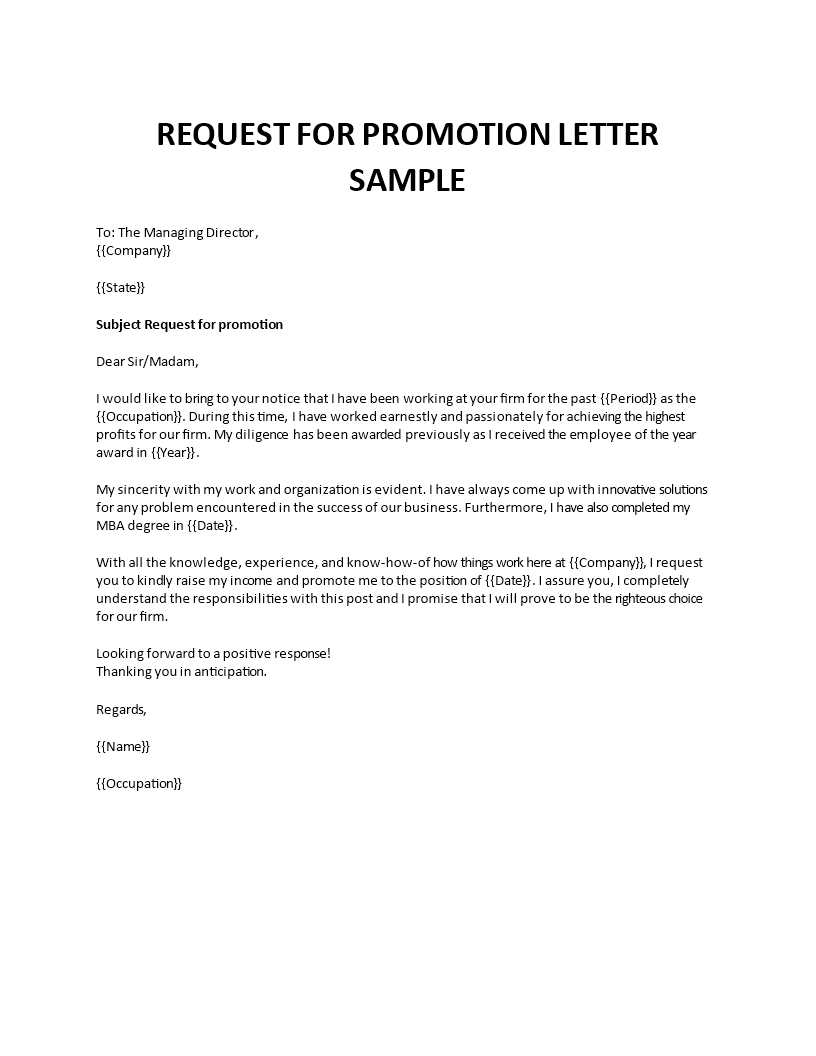 REQUEST FOR PROMOTION LETTER
SAMPLE
To: The Managing Director,
{{Company}}
{{State}}
Subject Request for promotion
Dear Sir/Madam,
I would like to bring to your notice that I have been working at your firm for the past {{Period}} as the
{{Occupation}}. During this time, I have worked earnestly and passionately for achieving the highest
profits for our firm. My diligence has been awarded previously as I received the employee of the year
award in {{Year}}.
My sincerity with my work and organization is evident. I have always come up with innovative solutions
for any problem encountered in the success of our business. Furthermore, I have also completed my
MBA degree in {{Date}}.
With all the knowledge, experience, and know-how-of how things work here at {{Company}}, I request
you to kindly raise my income and promote me to the position of {{Date}}. I assure you, I completely
understand the responsibilities with this post and I promise that I will prove to be the righteous choice
for our firm.
Looking forward to a positive response!
Thanking you in anticipation.
Regards,
{{Name}}
{{Occupation}}